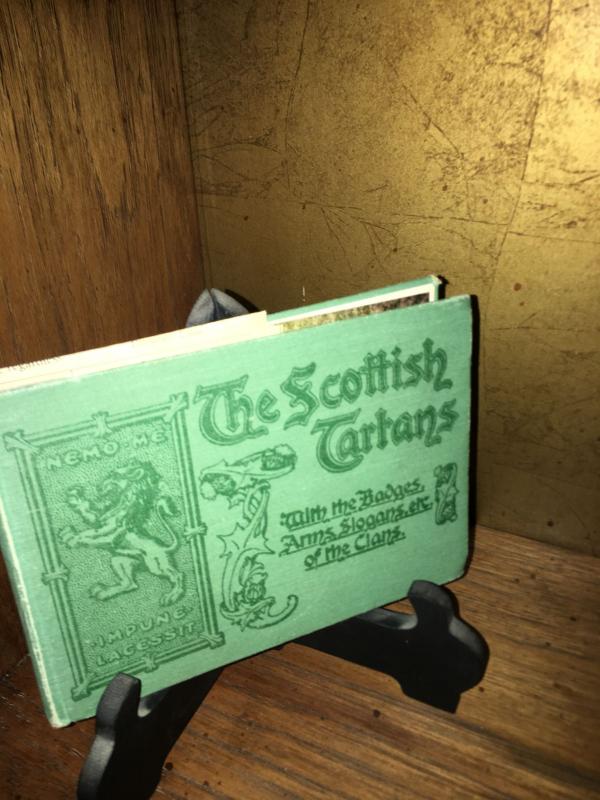 The Scottish
Tartans
With the Badges,
Arms, Slogans, etc.
of the Clans.
NEMO·ME
·IMPUNE·
LACESSIT